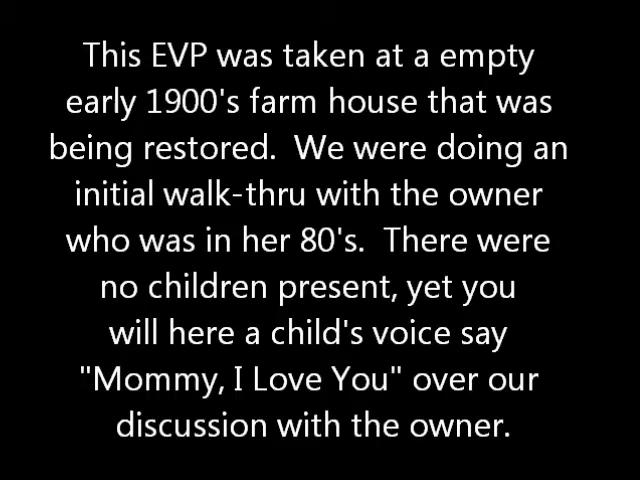 This EVP was taken at a empty
early 1900's farm house that was
being restored.  We were doing an
initial walk-thru with the owner
who was in her 80's.  There were
no children present, yet you
will here a child's voice say
"Mommy, I Love You" over our
discussion with the owner.